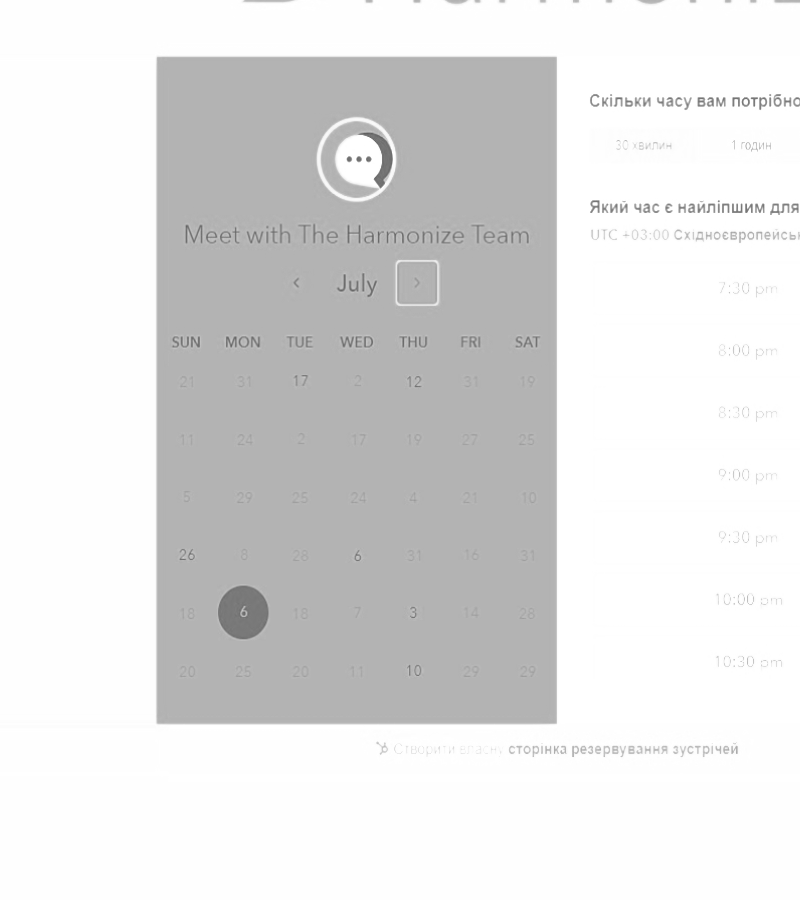 Harmoniz
Meet with The Harmonize Team
July
SUN MON TUE WED THU FRI SAT
21 31 17 2 12 31 19
11 24 2 17 19 27 25
5 29 25 24 4 21 10
26 8 28 6 31 16 31
18 6 18 7 3 14 28
20 25 20 11 10 29 29
Скільки часу вам потрібно
30 хвилин 1 годин
Який час є найліпшим для
UTC +03:00 Східноєвропейськ
7:30 pm
8:00 pm
8:30 pm
9:00 pm
9:30 pm
10:00 pm
10:30 pm
Створити власну сторінка резервування зустрічей